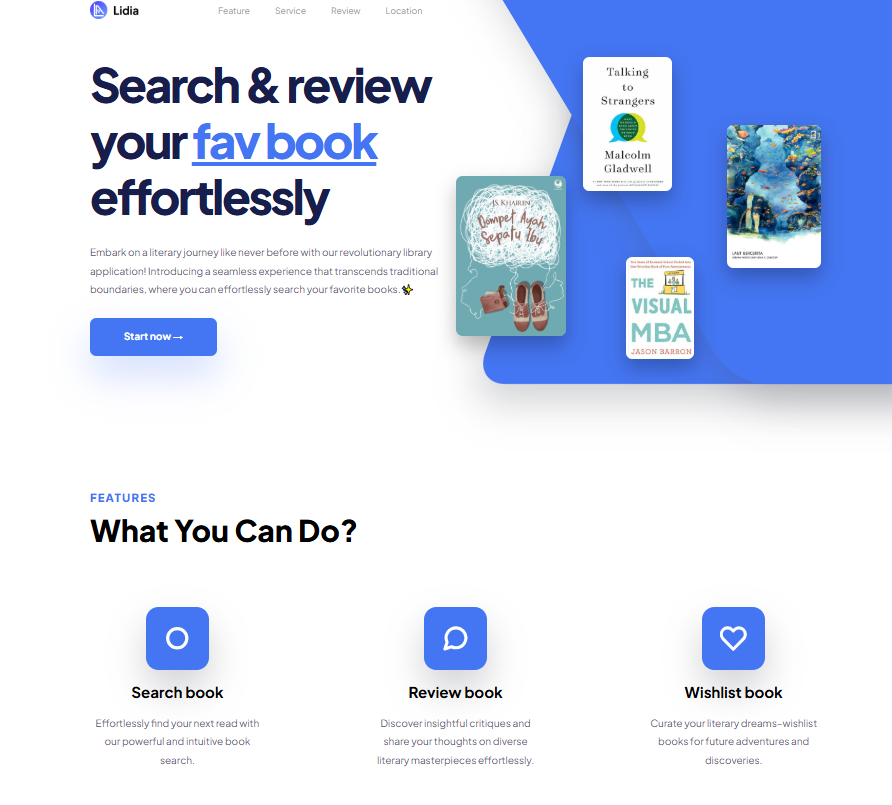 Lidia
Feature Service Review Location
Search & review
your fav book
effortlessly
Embark on a literary journey like never before with our revolutionary library
application! Introducing a seamless experience that transcends traditional
boundaries, where you can effortlessly search your favorite books.
Start now →
Talking
to
Strangers
Malcolm
Gladwell
J.S. KHAIREN
Dompet Ayah
Sepatu Ibu
LAUT BERCERITA
THE
VISUAL
MBA
JASON BARRON
FEATURES
What You Can Do?
Search book
Effortlessly find your next read with
our powerful and intuitive book
search.
Review book
Discover insightful critiques and
share your thoughts on diverse
literary masterpieces effortlessly.
Wishlist book
Curate your literary dreams–wishlist
books for future adventures and
discoveries.